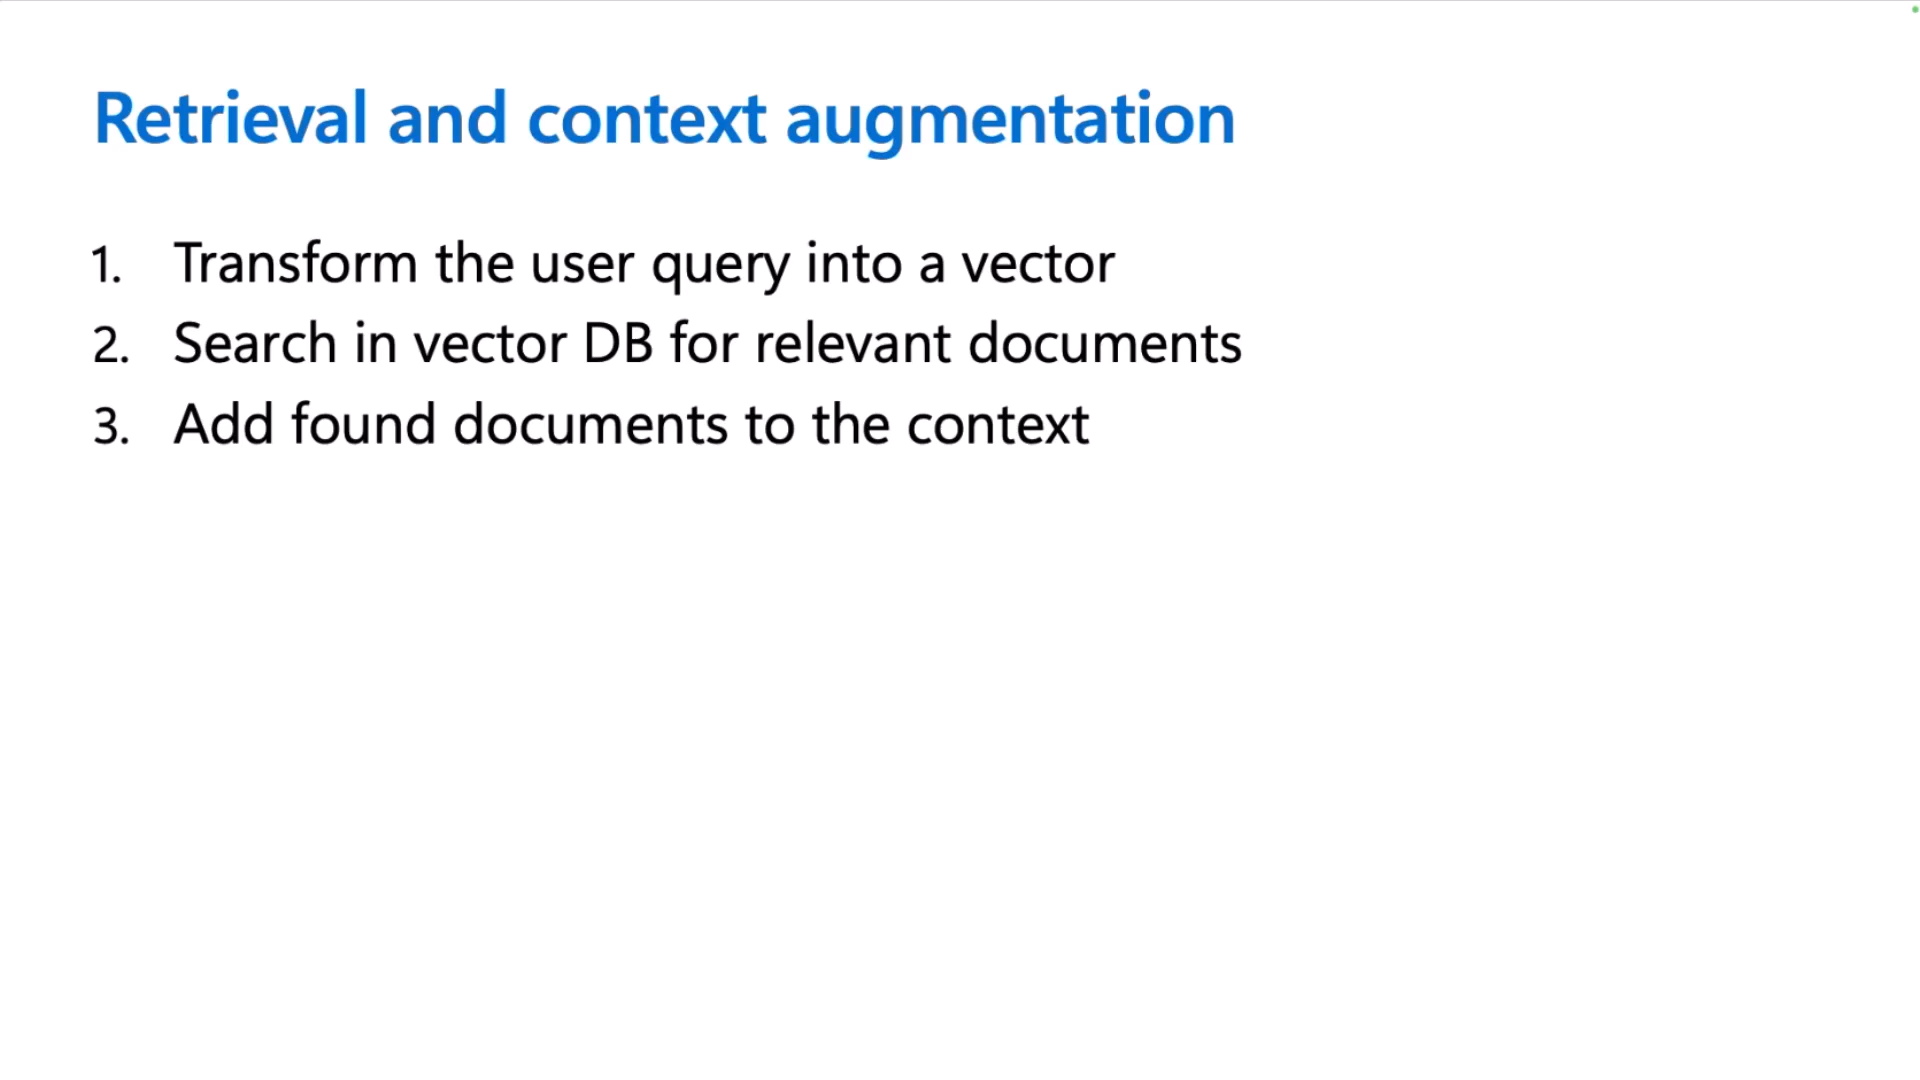 Retrieval and context augmentation
1. Transform the user query into a vector
2. Search in vector DB for relevant documents
3. Add found documents to the context